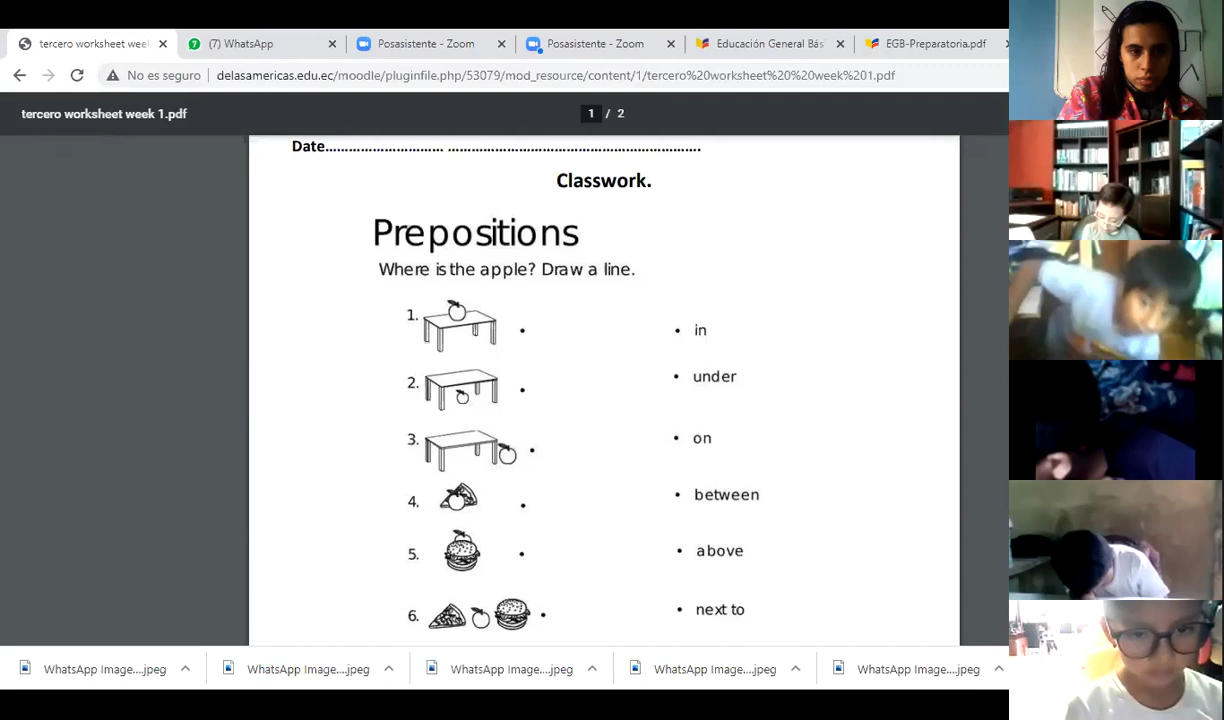 tercero worksheet week
(7) WhatsApp
Posasistente - Zoom
Posasistente - Zoom
Educación General Bás
EGB-Preparatoria.pdf
No es seguro
delasamericas.edu.ec/moodle/pluginfile.php/53079/mod_resource/content/1/tercero%20worksheet%20%20week%201.pdf
tercero worksheet week 1.pdf
1 / 2
Date............................ ............................................................
Classwork.
Prepositions
Where is the apple? Draw a line.
1. • • in
2. • • under
3. • • on
4. • • between
5. • • above
6. • • next to
WhatsApp Image....jpeg
WhatsApp Image....jpeg
WhatsApp Image....jpeg
WhatsApp Image....jpeg
WhatsApp Image....jpeg